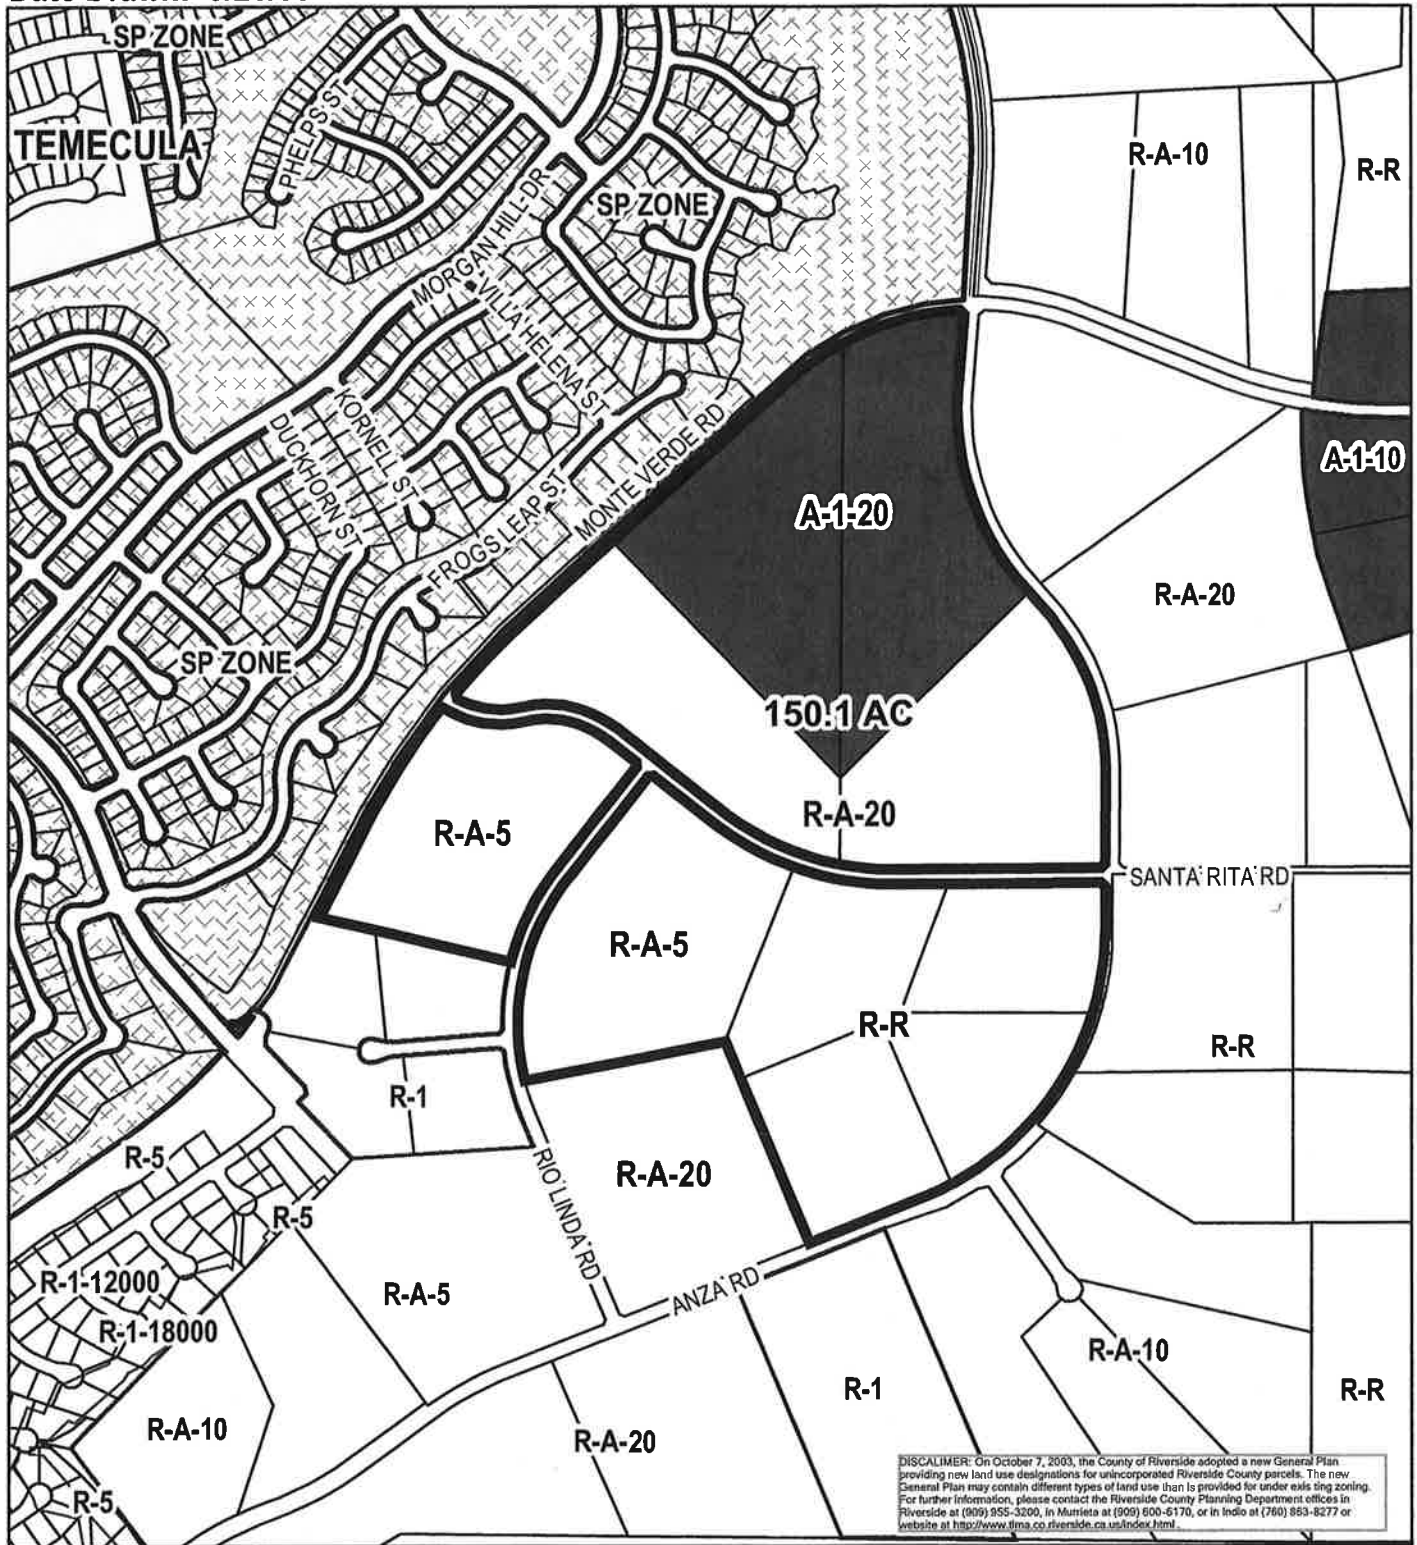 SP ZONE
TEMECULA
PHELPS ST
R-A-10
R-R
SP ZONE
MORGAN HILL DR
VILLA HELENA ST
KORNELL ST
DUCKHORN ST
MONTE VERDE RD
FROGS LEAP ST
A-1-10
A-1-20
R-A-20
SP ZONE
150.1 AC
R-A-20
R-A-5
SANTA RITA RD
R-A-5
R-R
R-R
R-1
R-5
RIO LINDA RD
R-A-20
R-5
R-1-12000
R-A-5
ANZA RD
R-1-18000
R-A-10
R-1
R-R
R-A-10
R-A-20
R-5
DISCALIMER: On October 7, 2003, the County of Riverside adopted a new General Plan
providing new land use designations for unincorporated Riverside County parcels. The new
General Plan may contain different types of land use than is provided for under exis ting zoning.
For further information, please contact the Riverside County Planning Department offices in
Riverside at (909) 955-3200, in Murrieta at (909) 600-6170, or in Indio at (760) 863-8277 or
website at http://www.tlma.co.riverside.ca.us/index.html.